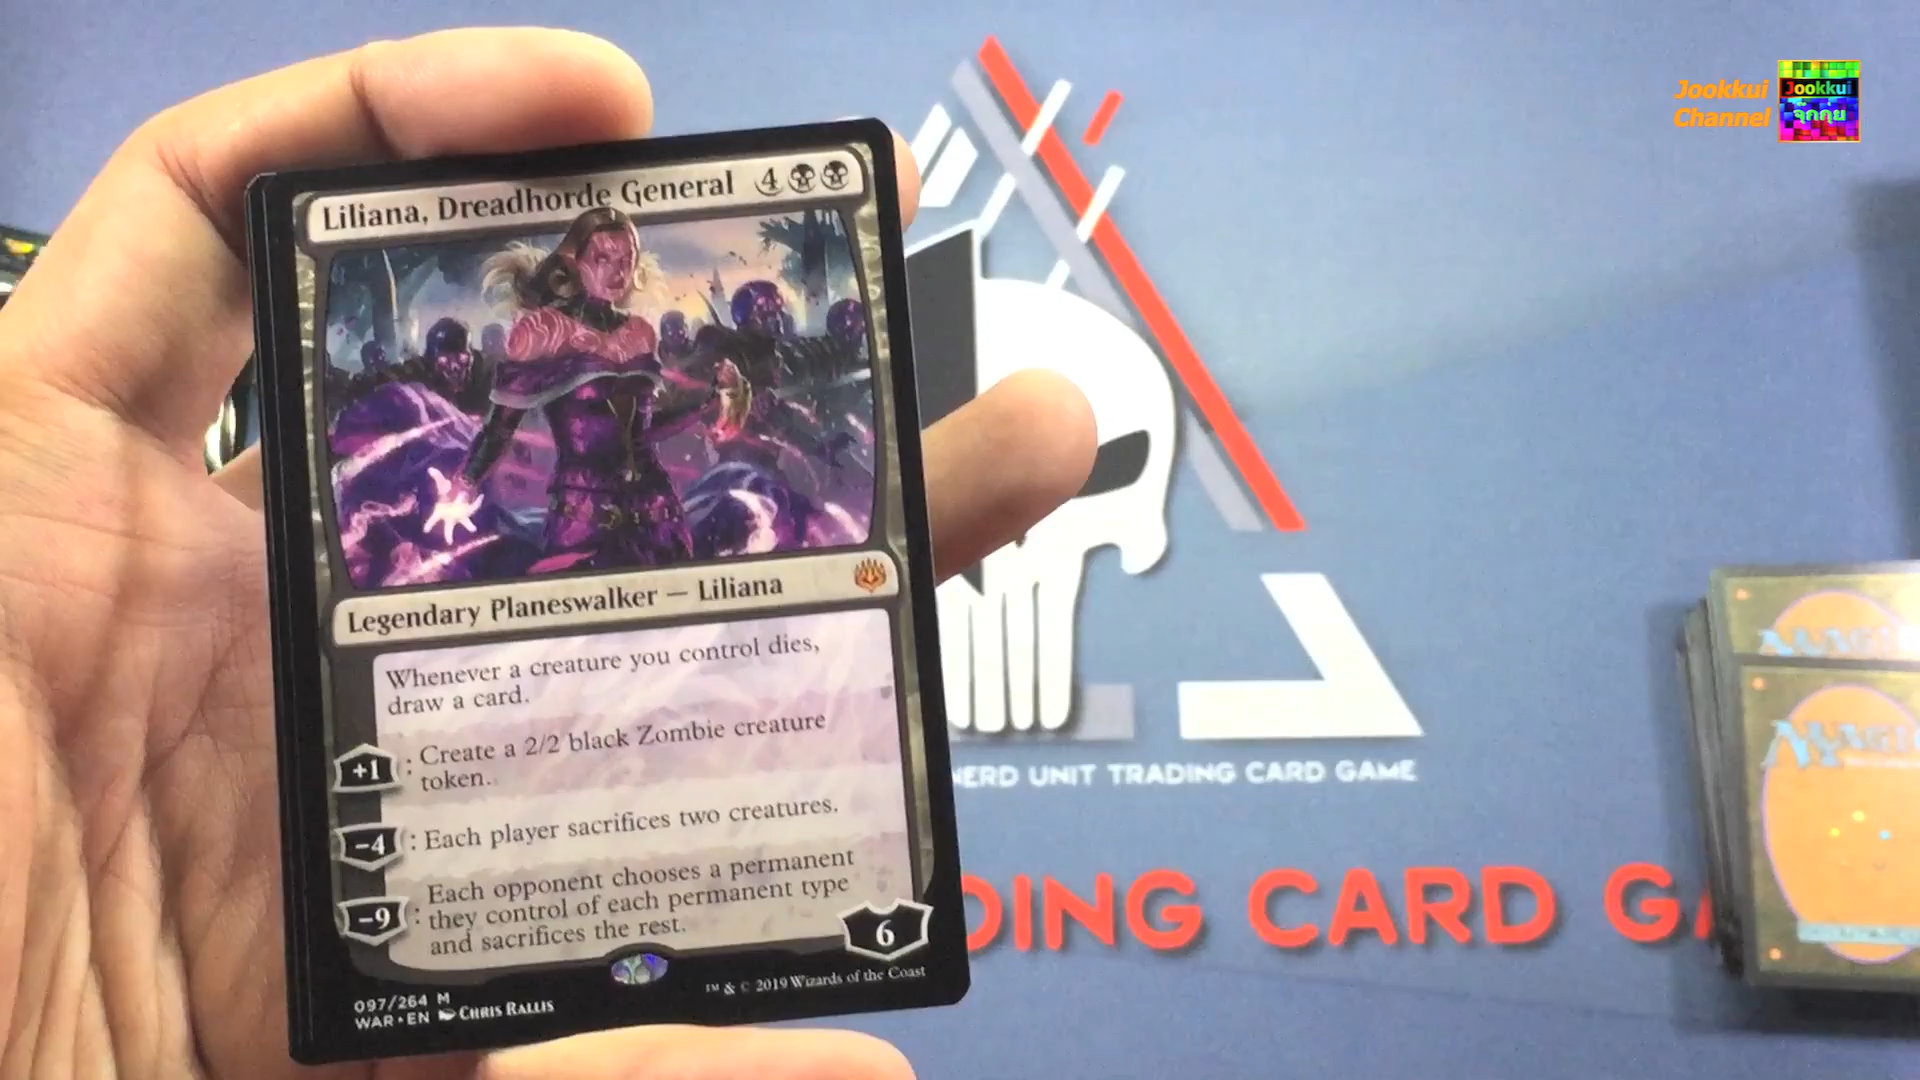 Jookkui
Channel
Jookkui
จุ๊กกุ่ย
Liliana, Dreadhorde General 4
Legendary Planeswalker — Liliana
Whenever a creature you control dies,
draw a card.
+1 : Create a 2/2 black Zombie creature
token.
−4 : Each player sacrifices two creatures.
−9 : Each opponent chooses a permanent
they control of each permanent type
and sacrifices the rest.
6
097/264 M
WAR • EN CHRIS RALLIS
™ & © 2019 Wizards of the Coast
NERD UNIT TRADING CARD GAME
DING CARD GA
MAGIC
MAGIC